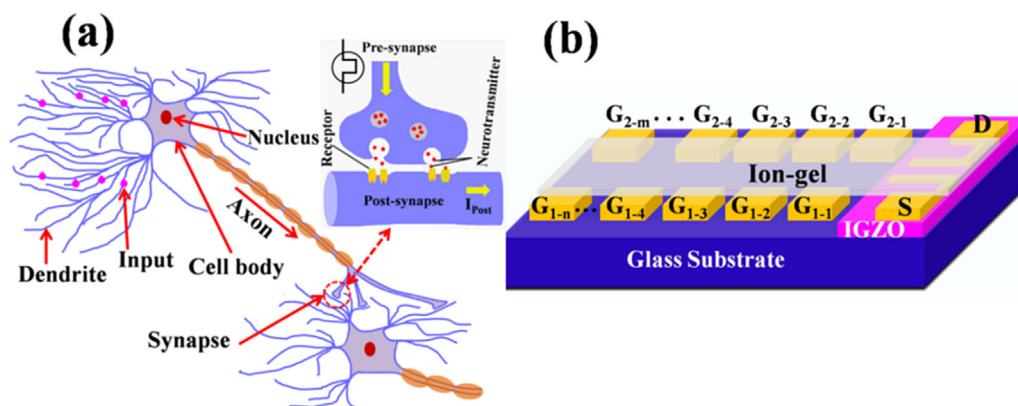 (a)
Pre-synapse
Receptor
Neurotransmitter
Post-synapse
I_Post
Nucleus
Axon
Dendrite
Input
Cell body
Synapse
(b)
G2-m... G2-4 G2-3 G2-2 G2-1
D
Ion-gel
G1-n... G1-4 G1-3 G1-2 G1-1
S
IGZO
Glass Substrate